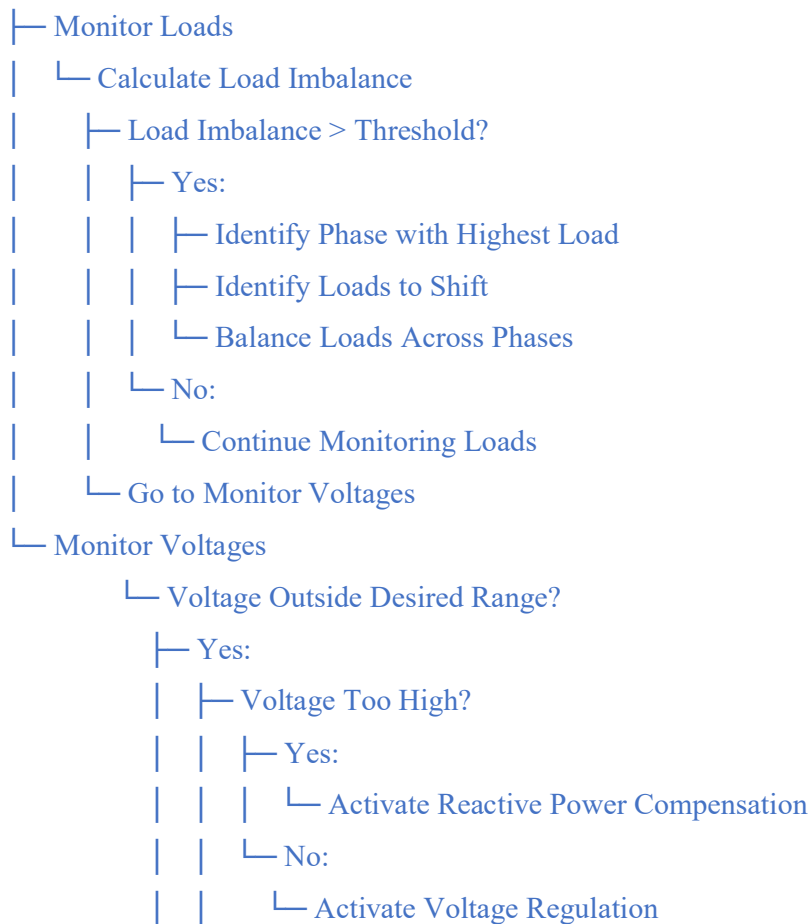 ├─ Monitor Loads
│ └─ Calculate Load Imbalance
│ ├─ Load Imbalance > Threshold?
│ │ ├─ Yes:
│ │ │ ├─ Identify Phase with Highest Load
│ │ │ ├─ Identify Loads to Shift
│ │ │ └─ Balance Loads Across Phases
│ │ └─ No:
│ │ └─ Continue Monitoring Loads
│ └─ Go to Monitor Voltages
└─ Monitor Voltages
└─ Voltage Outside Desired Range?
├─ Yes:
│ ├─ Voltage Too High?
│ │ ├─ Yes:
│ │ │ └─ Activate Reactive Power Compensation
│ │ └─ No:
│ │ └─ Activate Voltage Regulation